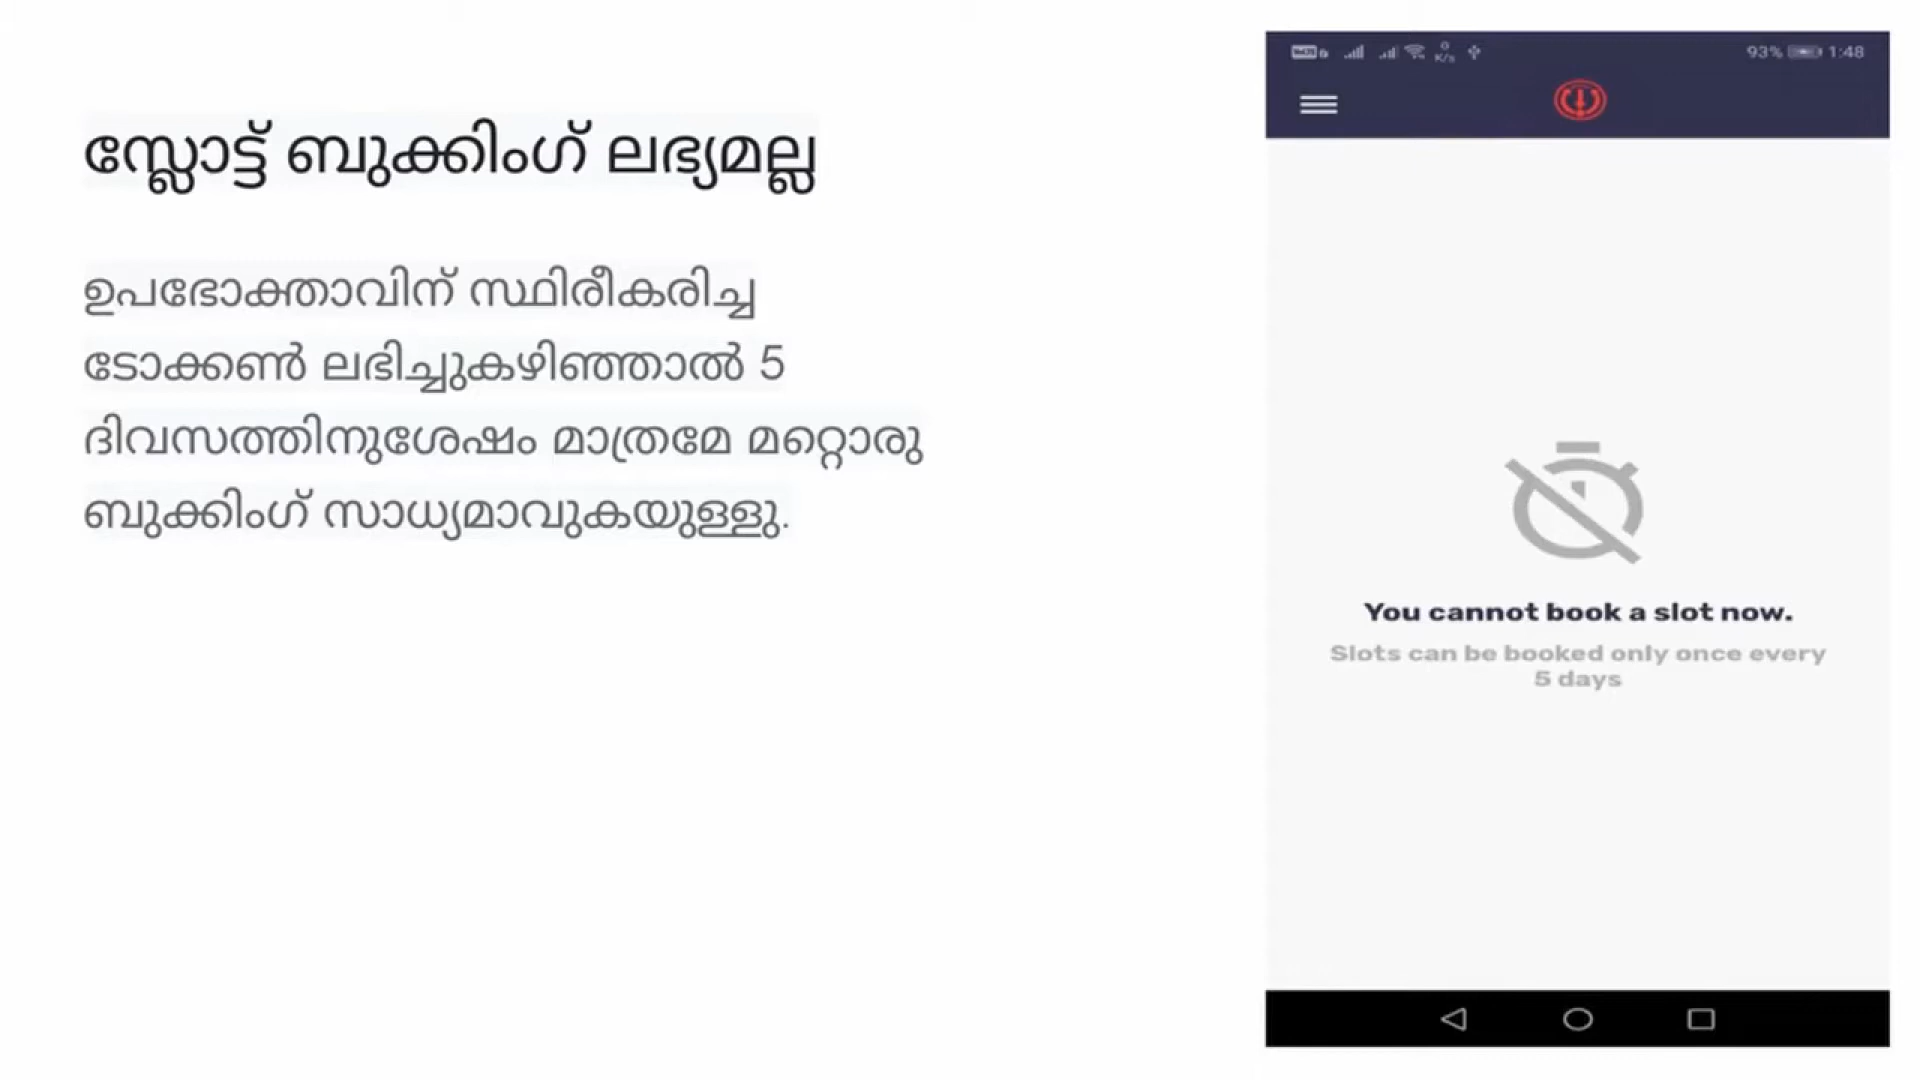 സ്ലോട്ട് ബുക്കിംഗ് ലഭ്യമല്ല
ഉപഭോക്താവിന് സ്ഥിരീകരിച്ച
ടോക്കൺ ലഭിച്ചുകഴിഞ്ഞാൽ 5
ദിവസത്തിനുശേഷം മാത്രമേ മറ്റൊരു
ബുക്കിംഗ് സാധ്യമാവുകയുള്ളു.
K/s
93% 1:48
You cannot book a slot now.
Slots can be booked only once every
5 days